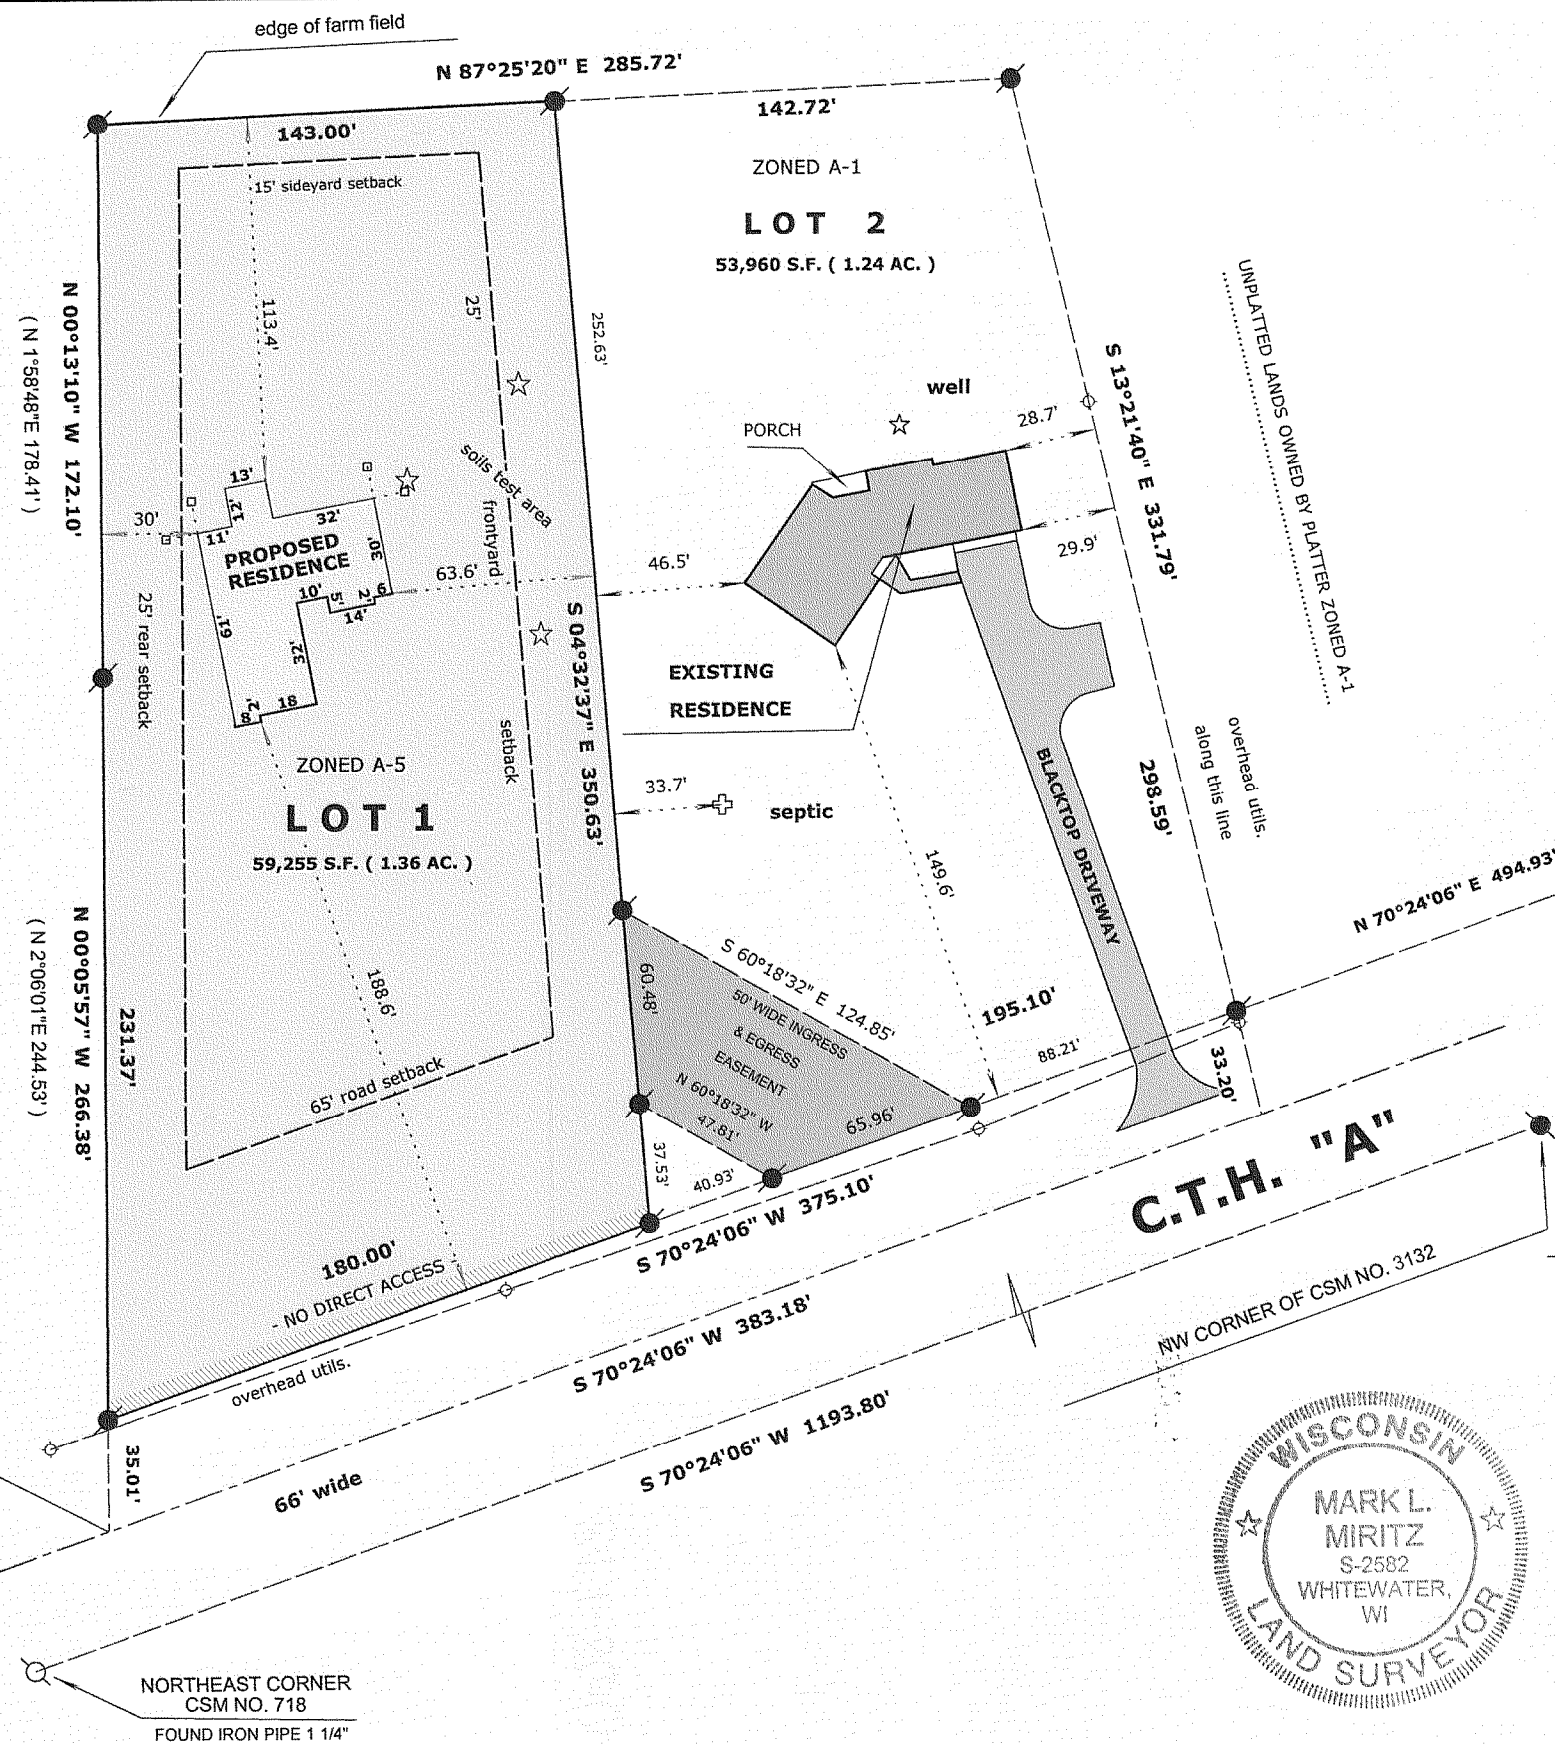 edge of farm field
N 87°25'20" E 285.72'
143.00'
142.72'
15' sideyard setback
ZONED A-1
LOT 2
53,960 S.F. ( 1.24 AC. )
N 00°13'10" W 172.10'
( N 1°58'48"E 178.41' )
113.4'
25'
252.63'
UNPLATTED LANDS OWNED BY PLATTER ZONED A-1
S 13°21'40" E 331.79'
well
28.7'
PORCH
soils test area
frontyard
setback
13'
12'
32'
30'
11'
PROPOSED
RESIDENCE
30'
63.6'
46.5'
29.9'
10'
5'
14'
2'
6'
61'
32'
18'
2'
8'
25' rear setback
S 04°32'37" E 350.63'
EXISTING
RESIDENCE
ZONED A-5
LOT 1
59,255 S.F. ( 1.36 AC. )
33.7'
septic
BLACKTOP DRIVEWAY
298.59'
overhead utils.
along this line
149.6'
N 70°24'06" E 494.93'
N 00°05'57" W 266.38'
( N 2°06'01"E 244.53' )
231.37'
188.6'
65' road setback
60.48'
S 60°18'32" E 124.85'
50' WIDE INGRESS
& EGRESS
EASEMENT
N 60°18'32" W
47.81'
65.96'
195.10'
88.21'
33.20'
37.53'
40.93'
S 70°24'06" W 375.10'
180.00'
- NO DIRECT ACCESS -
overhead utils.
C.T.H. "A"
NW CORNER OF CSM NO. 3132
S 70°24'06" W 383.18'
S 70°24'06" W 1193.80'
35.01'
66' wide
NORTHEAST CORNER
CSM NO. 718
FOUND IRON PIPE 1 1/4"
WISCONSIN
MARK L.
MIRITZ
S-2582
WHITEWATER,
WI
LAND SURVEYOR